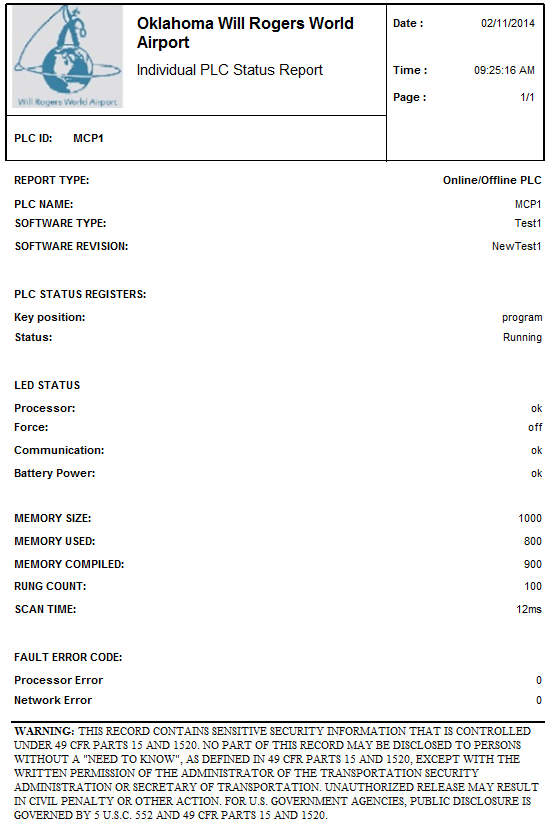 Will Rogers World Airport
Oklahoma Will Rogers World
Airport
Individual PLC Status Report
Date : 02/11/2014
Time : 09:25:16 AM
Page : 1/1
PLC ID: MCP1
REPORT TYPE: Online/Offline PLC
PLC NAME: MCP1
SOFTWARE TYPE: Test1
SOFTWARE REVISION: NewTest1
PLC STATUS REGISTERS:
Key position: program
Status: Running
LED STATUS
Processor: ok
Force: off
Communication: ok
Battery Power: ok
MEMORY SIZE: 1000
MEMORY USED: 800
MEMORY COMPILED: 900
RUNG COUNT: 100
SCAN TIME: 12ms
FAULT ERROR CODE:
Processor Error 0
Network Error 0
WARNING: THIS RECORD CONTAINS SENSITIVE SECURITY INFORMATION THAT IS CONTROLLED
UNDER 49 CFR PARTS 15 AND 1520. NO PART OF THIS RECORD MAY BE DISCLOSED TO PERSONS
WITHOUT A "NEED TO KNOW", AS DEFINED IN 49 CFR PARTS 15 AND 1520, EXCEPT WITH THE
WRITTEN PERMISSION OF THE ADMINISTRATOR OF THE TRANSPORTATION SECURITY
ADMINISTRATION OR SECRETARY OF TRANSPORTATION. UNAUTHORIZED RELEASE MAY RESULT
IN CIVIL PENALTY OR OTHER ACTION. FOR U.S. GOVERNMENT AGENCIES, PUBLIC DISCLOSURE IS
GOVERNED BY 5 U.S.C. 552 AND 49 CFR PARTS 15 AND 1520.